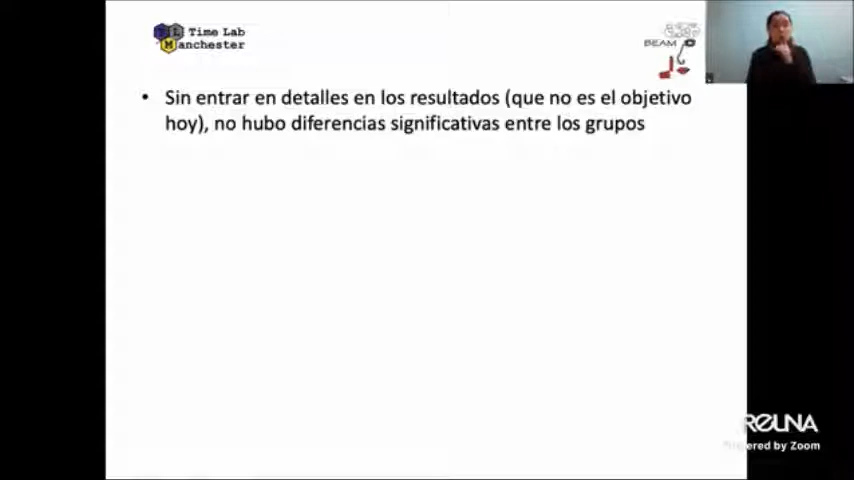 Time Lab
Manchester
BEAM
• Sin entrar en detalles en los resultados (que no es el objetivo
hoy), no hubo diferencias significativas entre los grupos
REUNA
Powered by Zoom